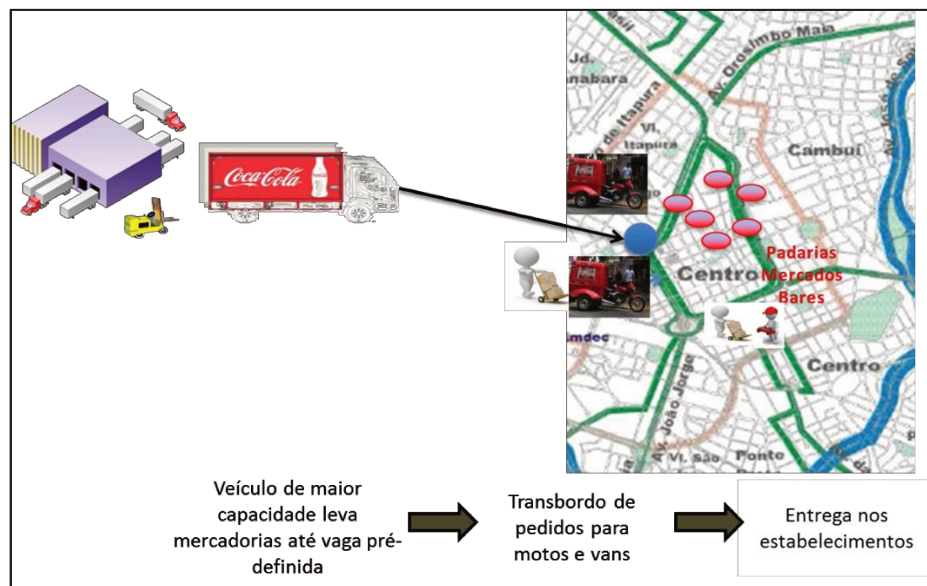 Coca-Cola
Av. Orosimbo Maia
Jd.
Vl.
Itapura
Cambuí
Centro
Padarias
Mercados
Bares
Centro
Av. João Jorge
Vl. São
Ponte
Veículo de maior
capacidade leva
mercadorias até vaga pré-
definida
Transbordo de
pedidos para
motos e vans
Entrega nos
estabelecimentos